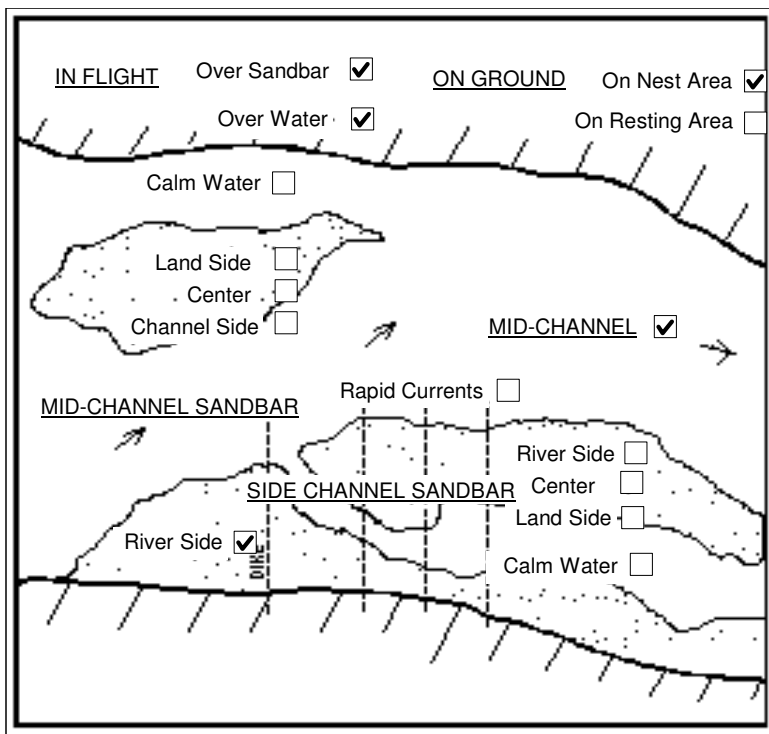 IN FLIGHT
Over Sandbar ✔
ON GROUND
On Nest Area ✔
Over Water ✔
On Resting Area ☐
Calm Water ☐
Land Side ☐
Center ☐
Channel Side ☐
MID-CHANNEL ✔
Rapid Currents ☐
MID-CHANNEL SANDBAR
River Side ☐
SIDE CHANNEL SANDBAR
Center ☐
Land Side ☐
River Side ✔
DIKE
Calm Water ☐